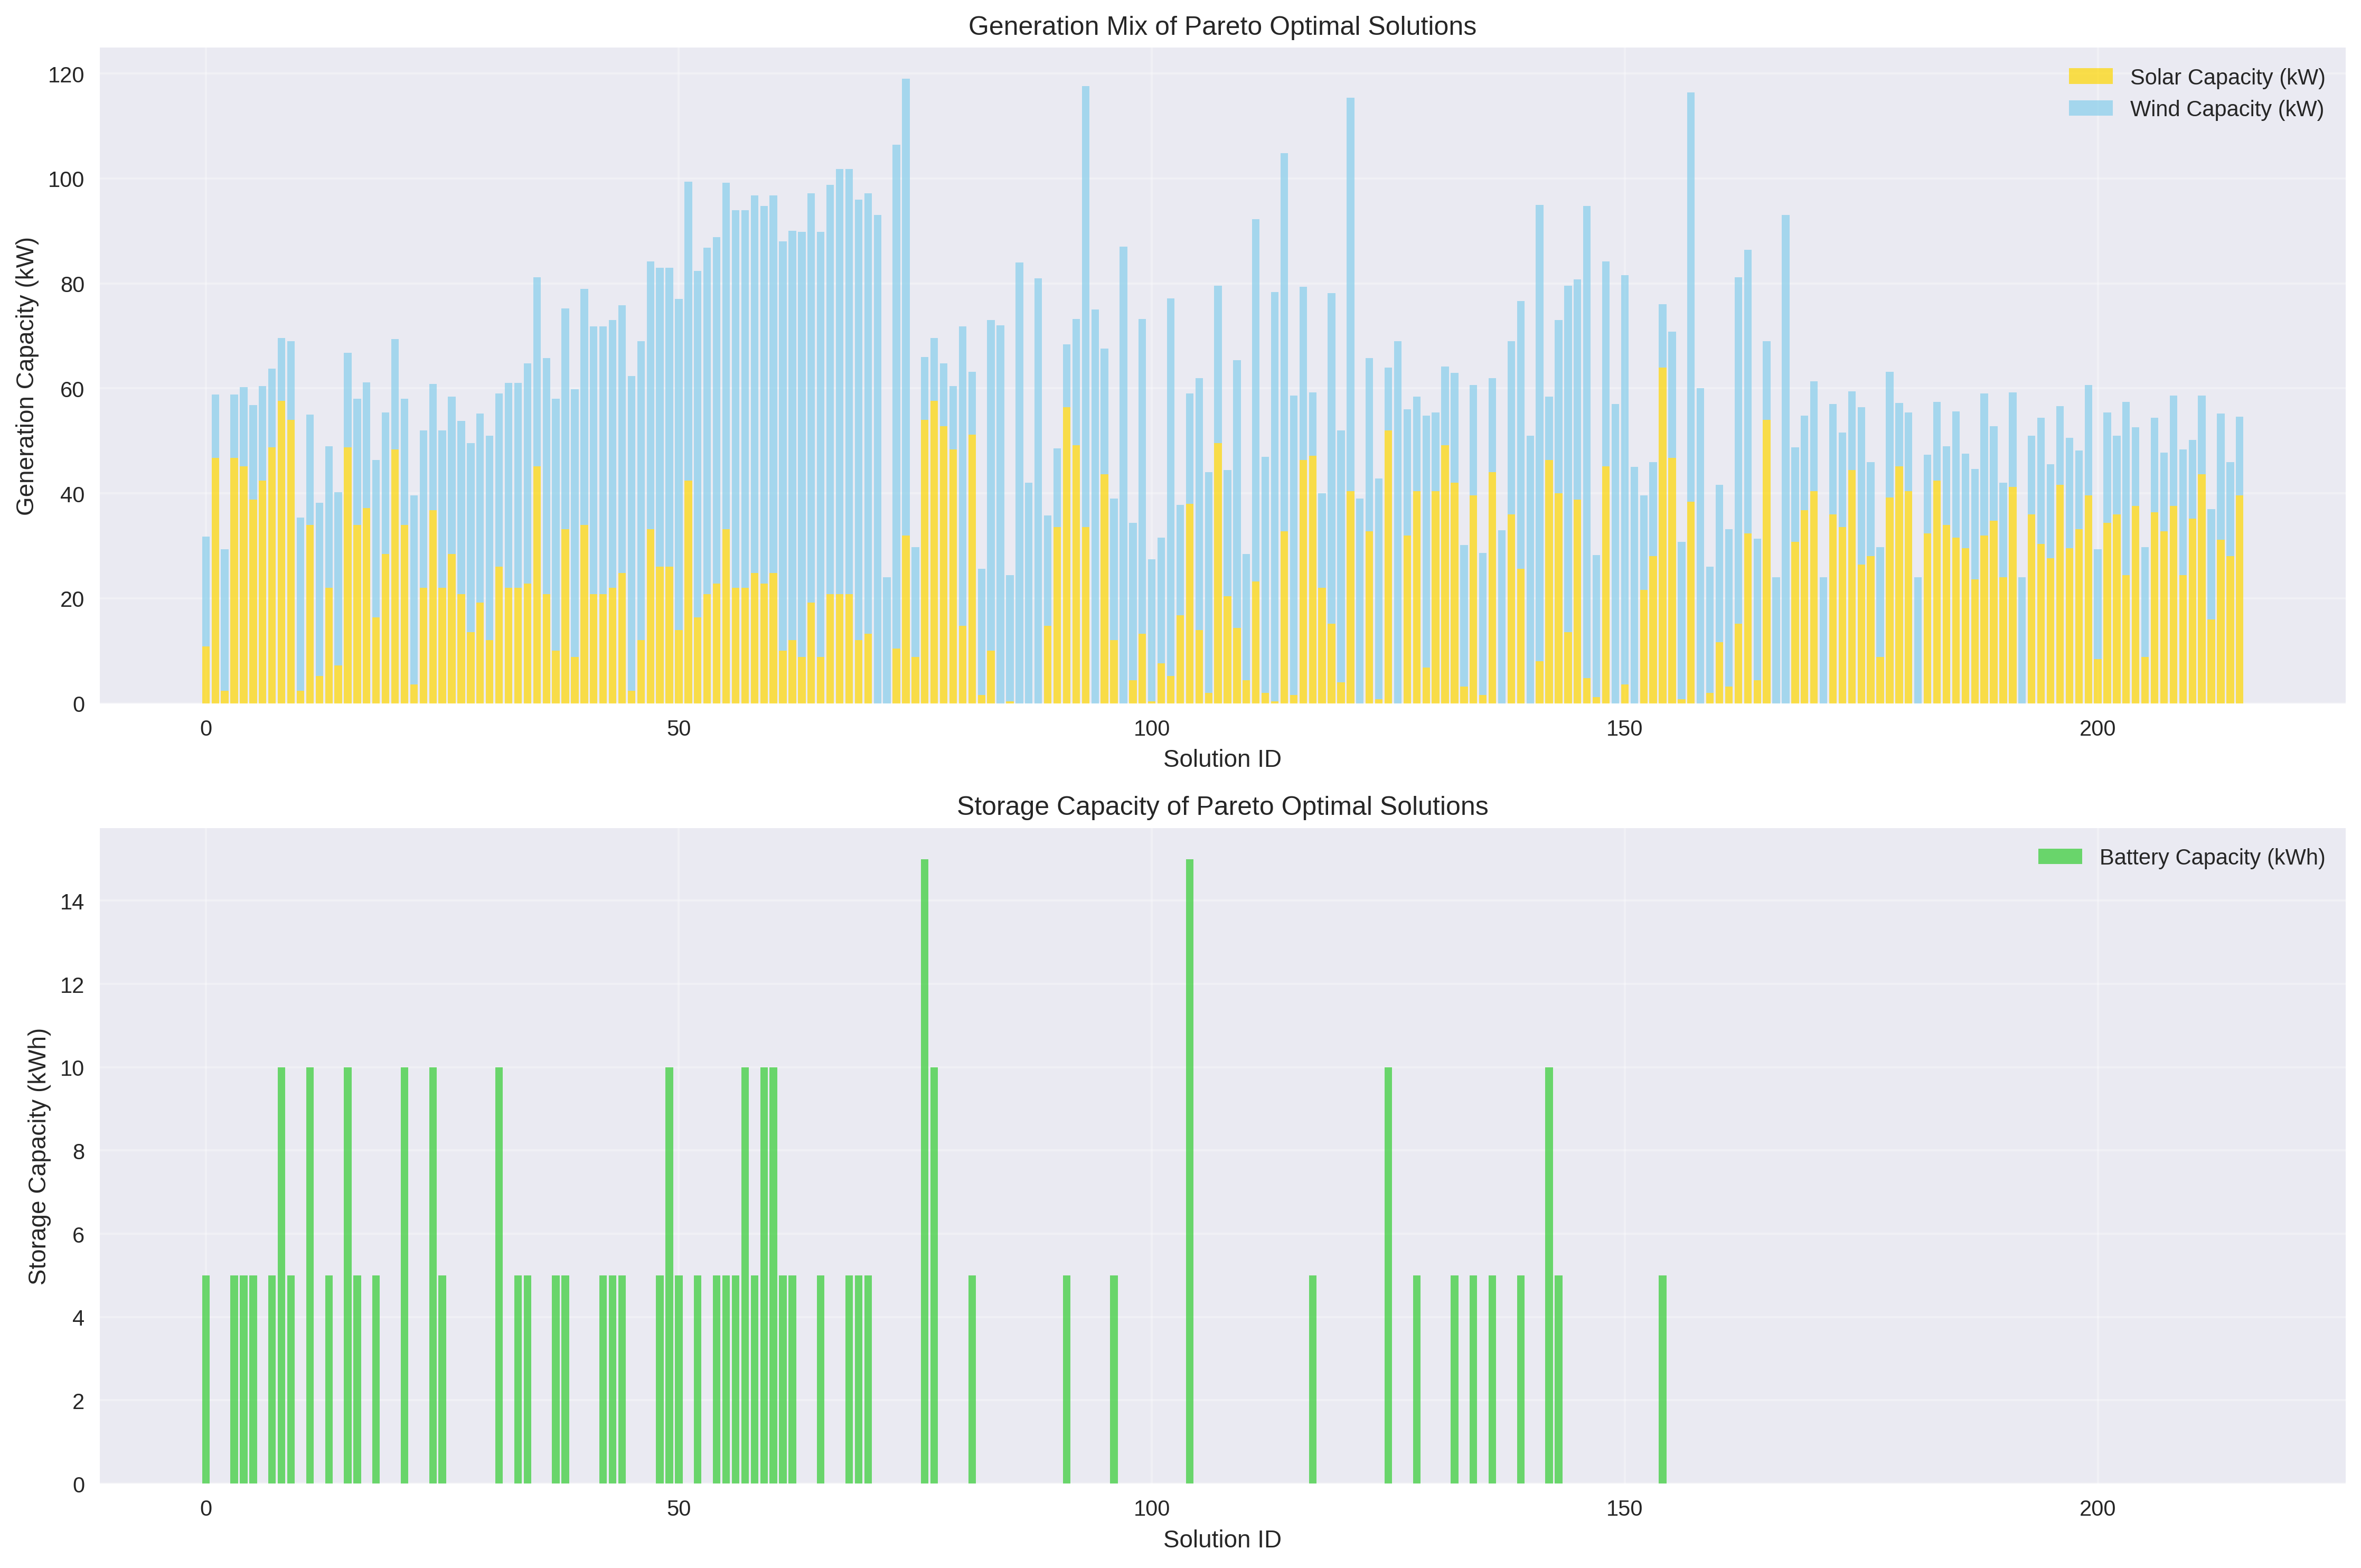 Generation Mix of Pareto Optimal Solutions
120
100
80
60
40
20
0
Generation Capacity (kW)
Solar Capacity (kW)
Wind Capacity (kW)
0 50 100 150 200
Solution ID
Storage Capacity of Pareto Optimal Solutions
14
12
10
8
6
4
2
0
Storage Capacity (kWh)
Battery Capacity (kWh)
0 50 100 150 200
Solution ID